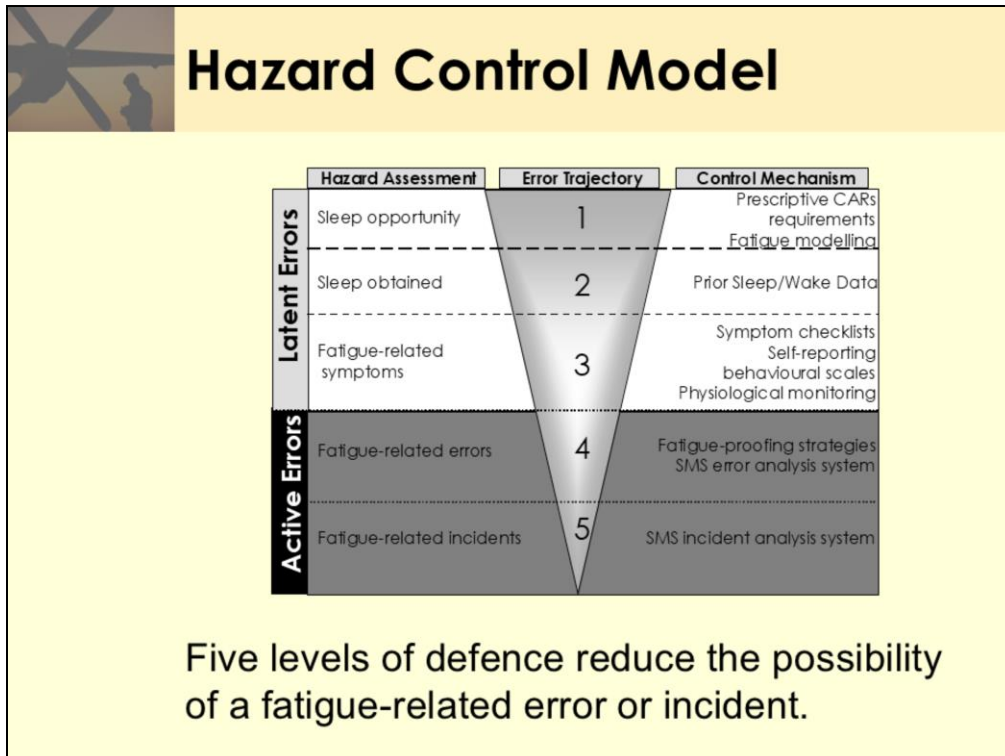 Hazard Control Model
Hazard Assessment
Error Trajectory
Control Mechanism
Latent Errors
Sleep opportunity
1
Prescriptive CARs
requirements
Fatigue modelling
Sleep obtained
2
Prior Sleep/Wake Data
Fatigue-related
symptoms
3
Symptom checklists
Self-reporting
behavioural scales
Physiological monitoring
Active Errors
Fatigue-related errors
4
Fatigue-proofing strategies
SMS error analysis system
Fatigue-related incidents
5
SMS incident analysis system
Five levels of defence reduce the possibility
of a fatigue-related error or incident.